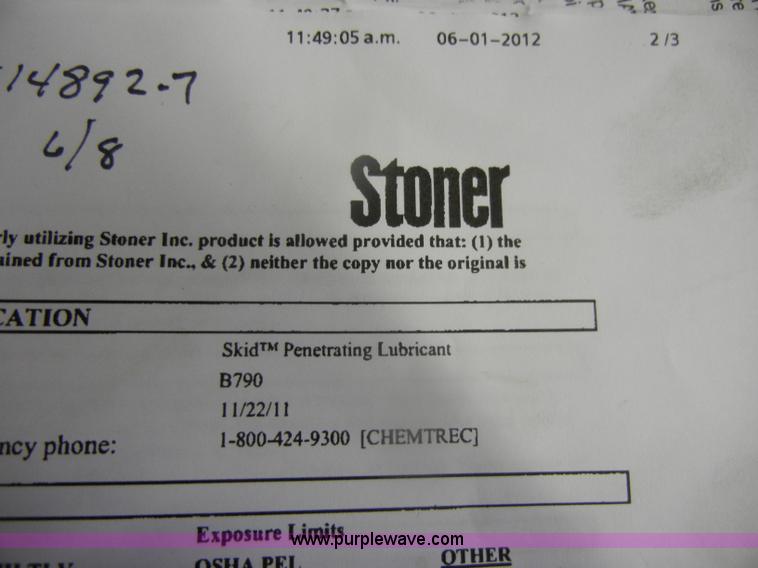 11:49:05 a.m. 06-01-2012 2/3
14892-7
6/8
Stoner
rly utilizing Stoner Inc. product is allowed provided that: (1) the
ained from Stoner Inc., & (2) neither the copy nor the original is
CATION
Skid™ Penetrating Lubricant
B790
11/22/11
ncy phone: 1-800-424-9300 [CHEMTREC]
Exposure Limits
www.purplewave.com
OSHA PEL OTHER